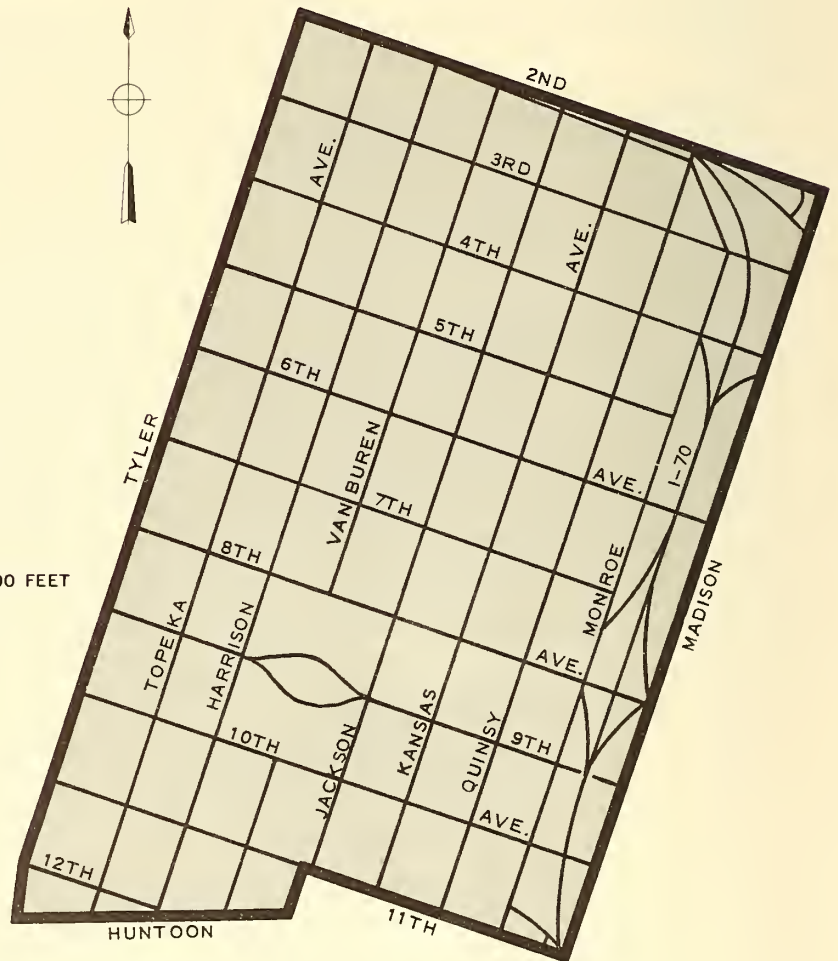 2ND
AVE.
3RD
4TH
AVE.
5TH
6TH
TYLER
VAN BUREN
7TH
AVE.
I-70
8TH
00 FEET
MONROE
MADISON
TOPEKA
HARRISON
AVE.
10TH
JACKSON
KANSAS
QUINSY
9TH
AVE.
12TH
HUNTOON
11TH